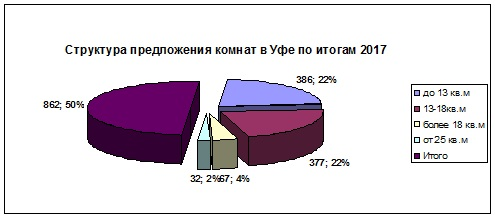 Структура предложения комнат в Уфе по итогам 2017
386; 22%
862; 50%
377; 22%
32; 2%
67; 4%
до 13 кв.м
13-18кв.м
более 18 кв.м
от 25 кв.м
Итого